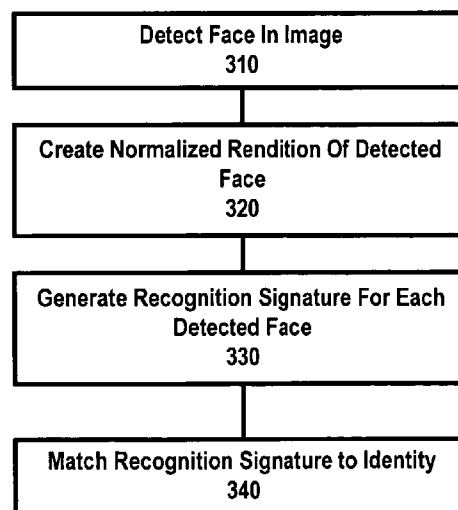 Detect Face In Image
310
Create Normalized Rendition Of Detected
Face
320
Generate Recognition Signature For Each
Detected Face
330
Match Recognition Signature to Identity
340